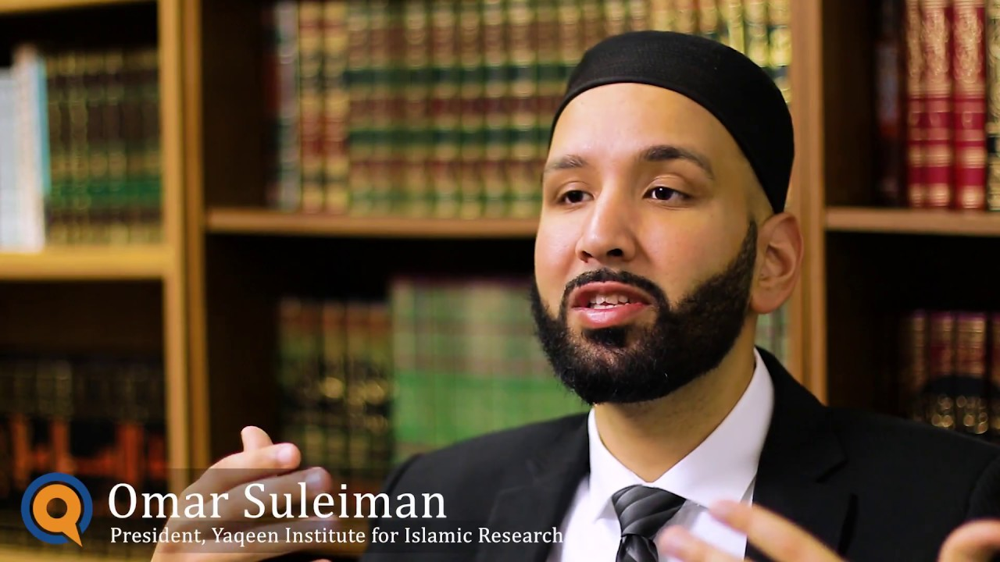 Omar Suleiman
President, Yaqeen Institute for Islamic Research